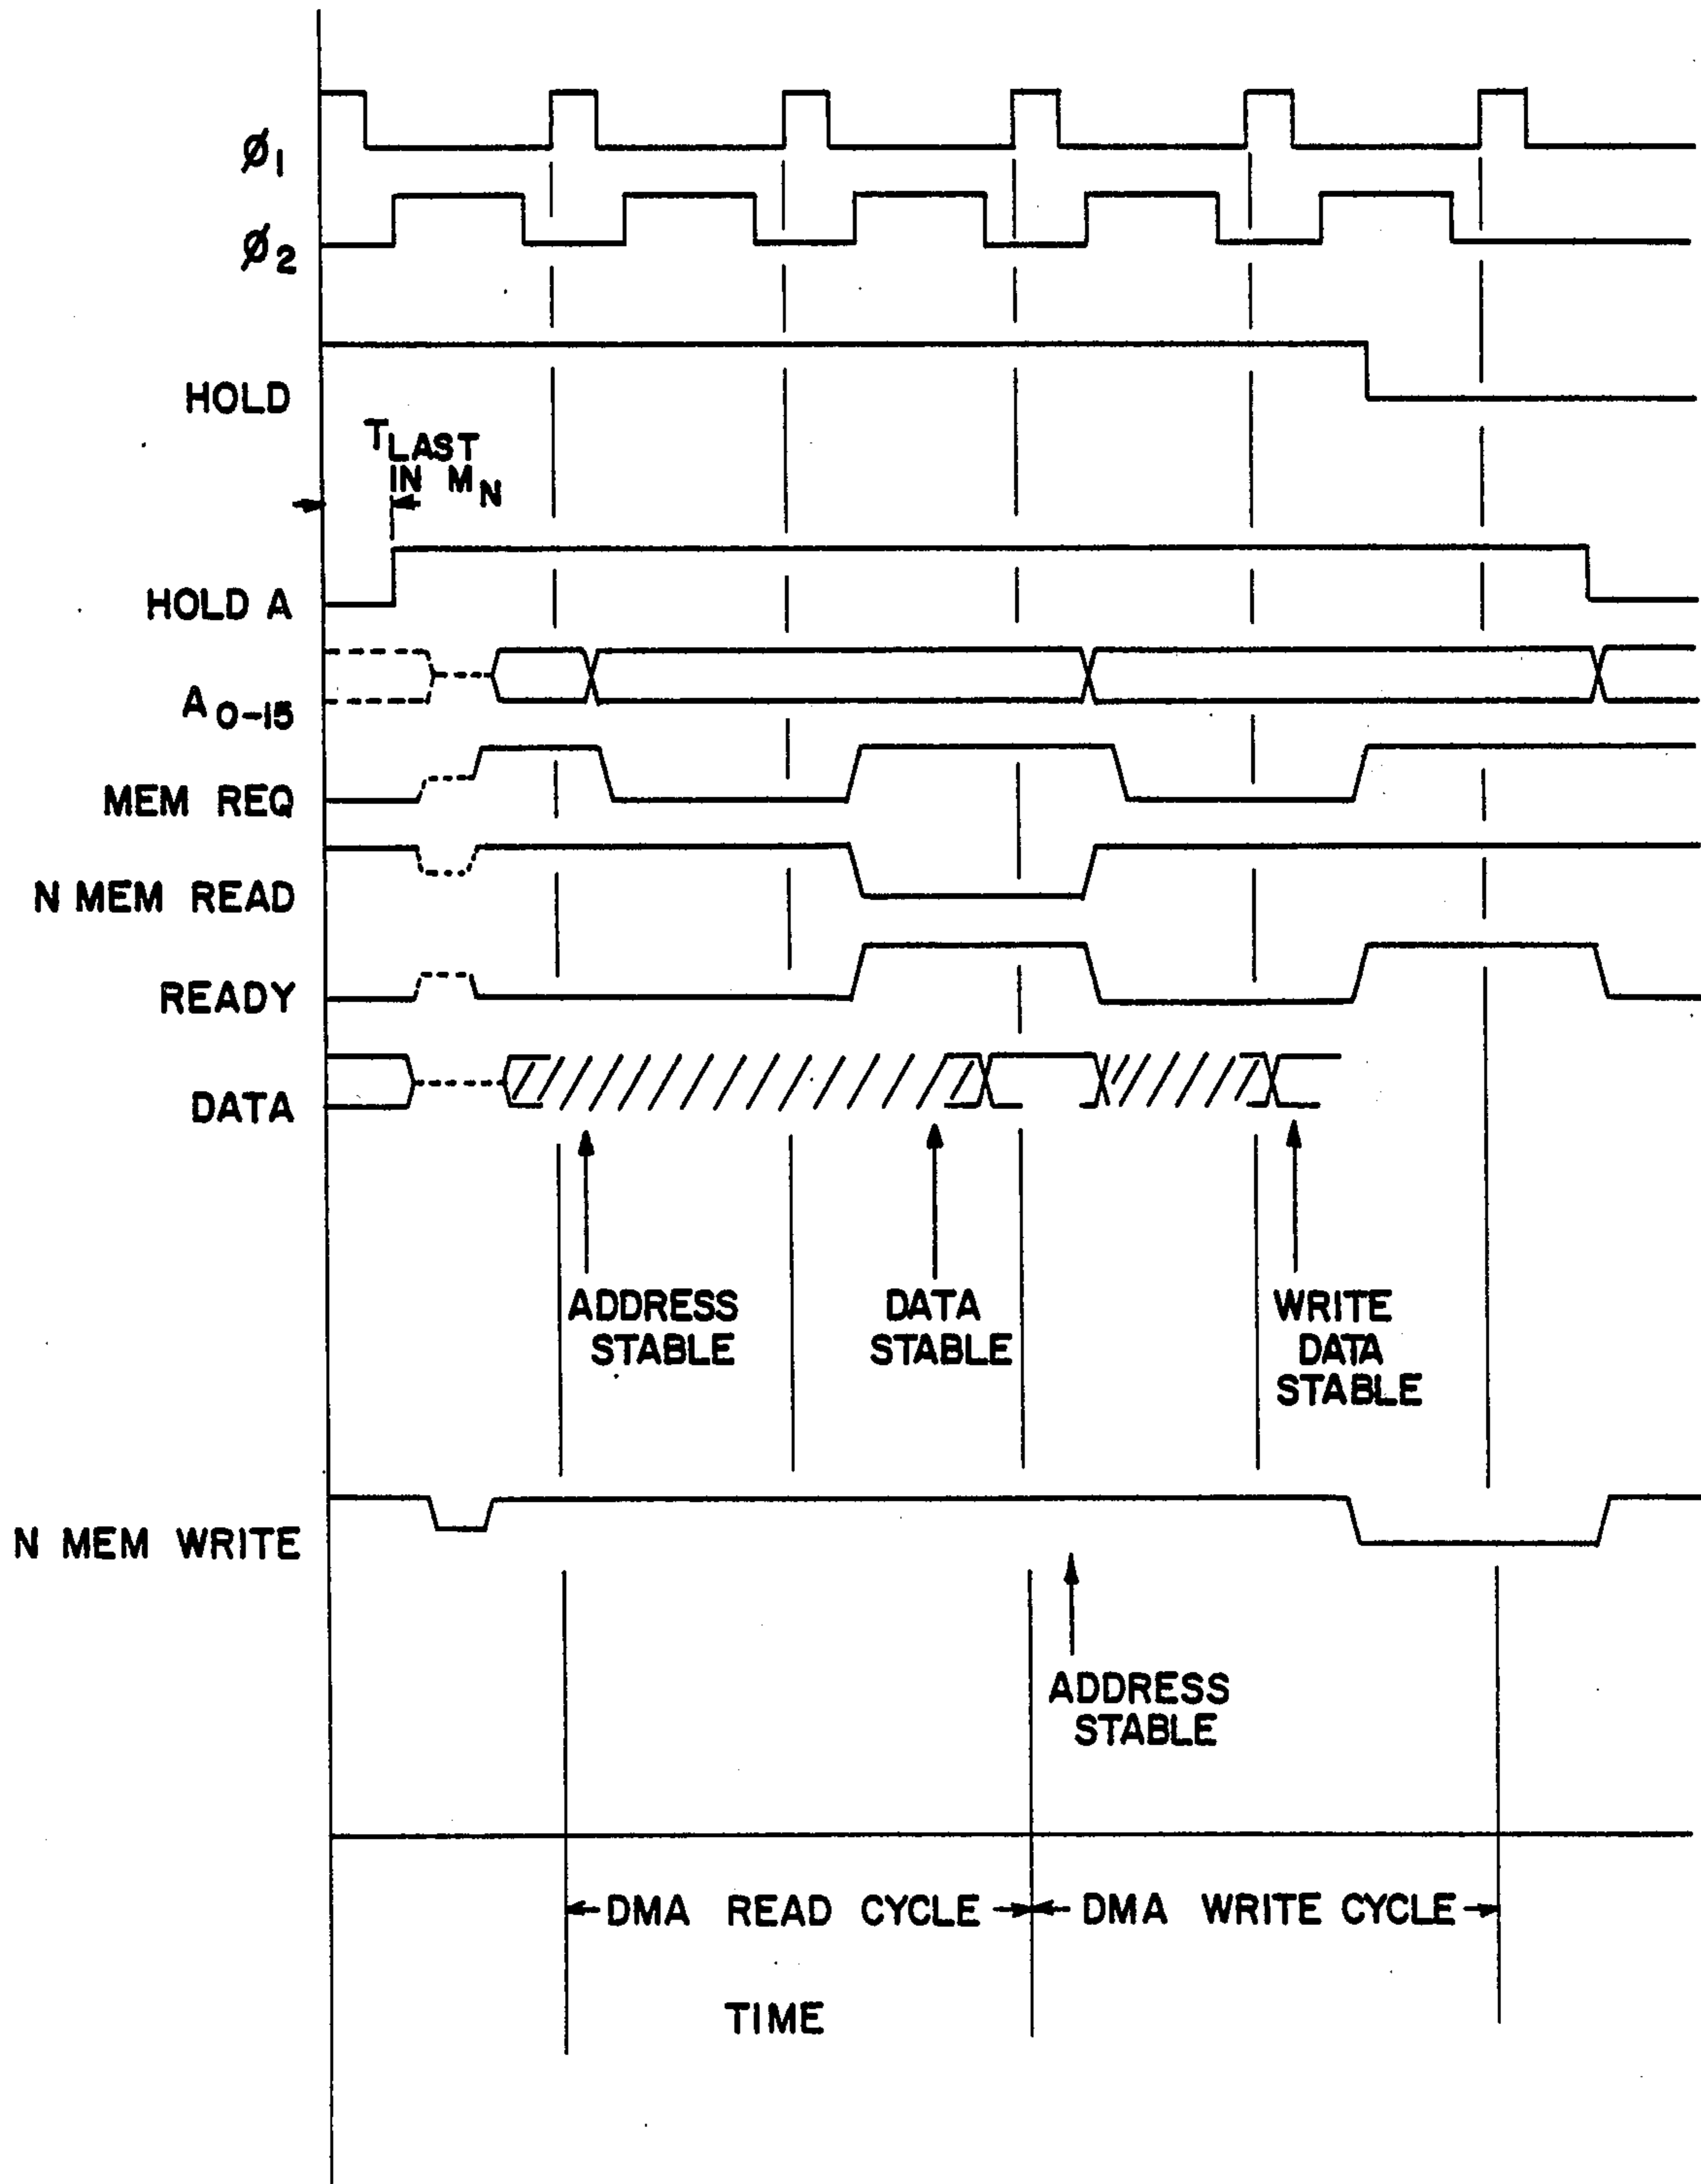 Ø1
Ø2
HOLD
TLAST
IN MN
HOLD A
A0-15
MEM REQ
N MEM READ
READY
DATA
ADDRESS
STABLE
DATA
STABLE
WRITE
DATA
STABLE
N MEM WRITE
ADDRESS
STABLE
DMA READ CYCLE
DMA WRITE CYCLE
TIME